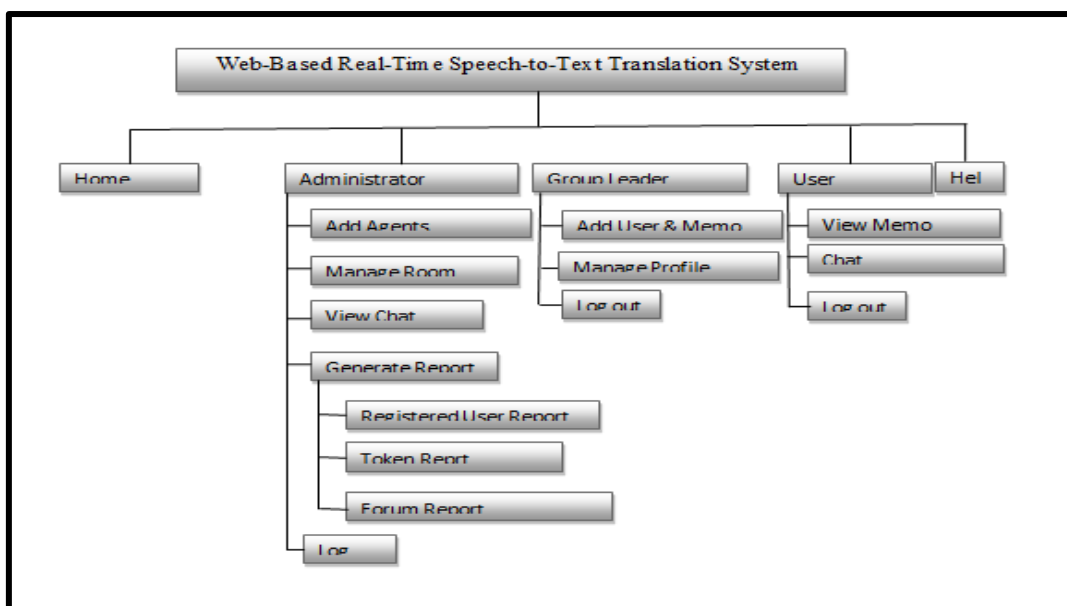 Web-Based Real-Time Speech-to-Text Translation System
Home
Administrator
Group Leader
User
Hel
Add Agents
Manage Room
View Chat
Generate Report
Registered User Report
Token Reprt
Forum Report
Log
Add User & Memo
Manage Profile
Log out
View Memo
Chat
Log out